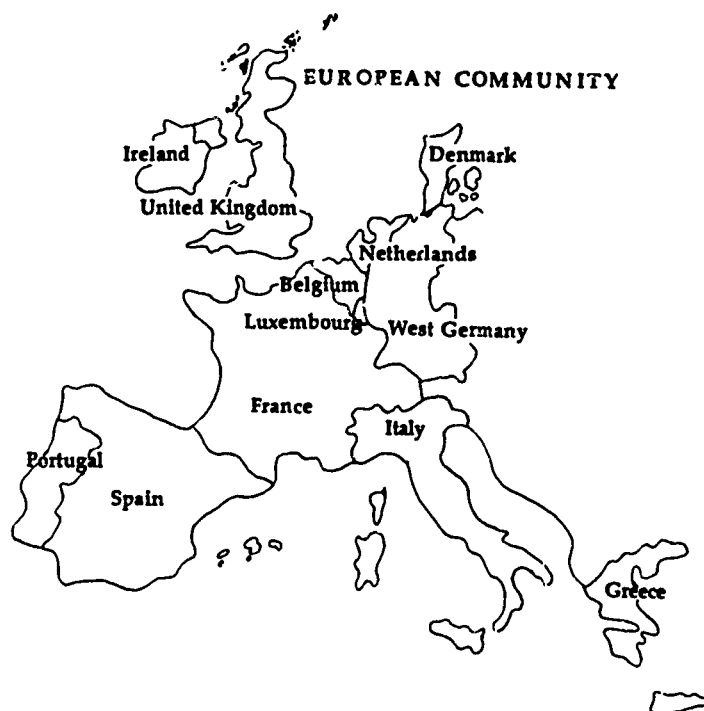 EUROPEAN COMMUNITY
Ireland
Denmark
United Kingdom
Netherlands
Belgium
Luxembourg
West Germany
France
Italy
Portugal
Spain
Greece